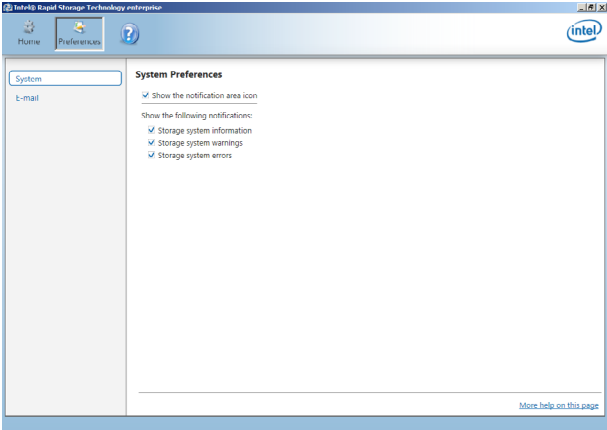 Intel® Rapid Storage Technology enterprise
Home
Preferences
?
intel
System
E-mail
System Preferences
Show the notification area icon
Show the following notifications:
Storage system information
Storage system warnings
Storage system errors
More help on this page